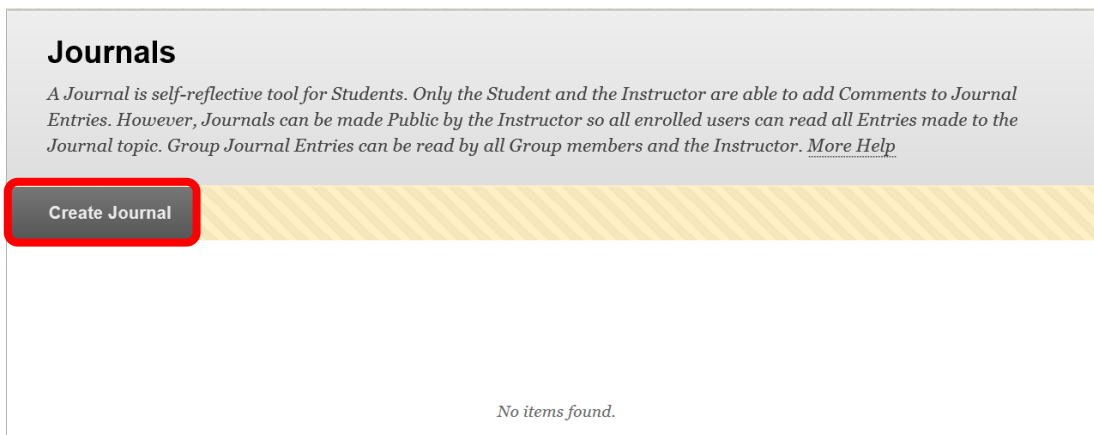 Journals
A Journal is self-reflective tool for Students. Only the Student and the Instructor are able to add Comments to Journal
Entries. However, Journals can be made Public by the Instructor so all enrolled users can read all Entries made to the
Journal topic. Group Journal Entries can be read by all Group members and the Instructor. More Help
Create Journal
No items found.